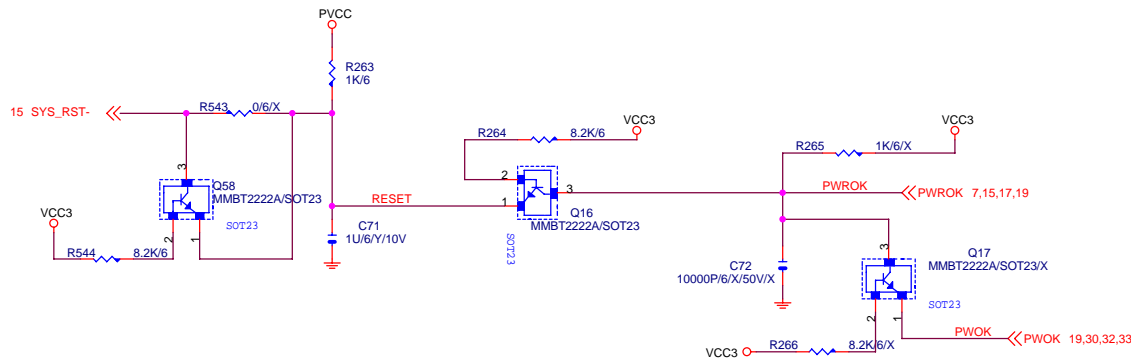 PVCC
R263
1K/6
15 SYS_RST-
R543
0/6/X
3
Q58
MMBT2222A/SOT23
SOT23
2
1
VCC3
R544
8.2K/6
RESET
C71
1U/6/Y/10V
R264
8.2K/6
VCC3
2
1
3
Q16
MMBT2222A/SOT23
SOT23
R265
1K/6/X
VCC3
PWROK
PWROK 7,15,17,19
C72
10000P/6/X/50V/X
3
Q17
MMBT2222A/SOT23/X
SOT23
2
1
PWOK
PWOK 19,30,32,33
VCC3
R266
8.2K/6/X